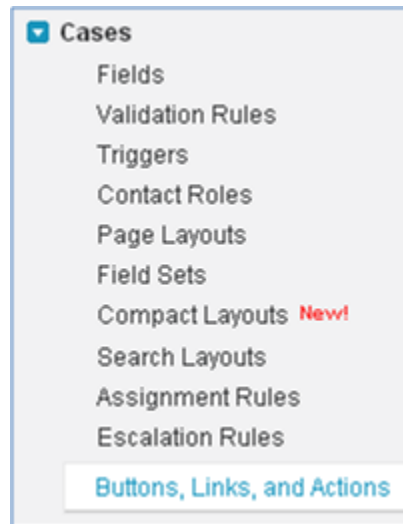 Cases
Fields
Validation Rules
Triggers
Contact Roles
Page Layouts
Field Sets
Compact Layouts New!
Search Layouts
Assignment Rules
Escalation Rules
Buttons, Links, and Actions